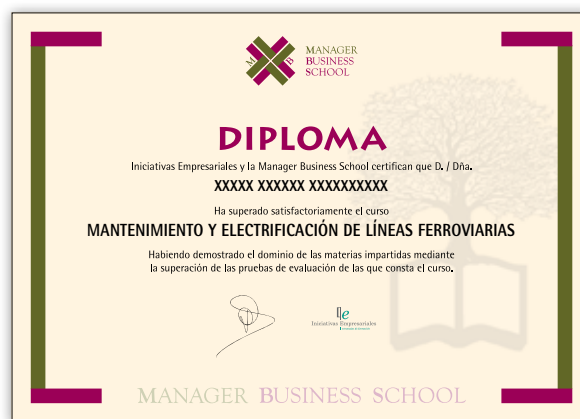 M B
MANAGER
BUSINESS
SCHOOL
DIPLOMA
Iniciativas Empresariales y la Manager Business School certifican que D. / Dña.
XXXXX XXXXXX XXXXXXXXXX
Ha superado satisfactoriamente el curso
MANTENIMIENTO Y ELECTRIFICACIÓN DE LÍNEAS FERROVIARIAS
Habiendo demostrado el dominio de las materias impartidas mediante
la superación de las pruebas de evaluación de las que consta el curso.
Iniciativas Empresariales
MANAGER BUSINESS SCHOOL